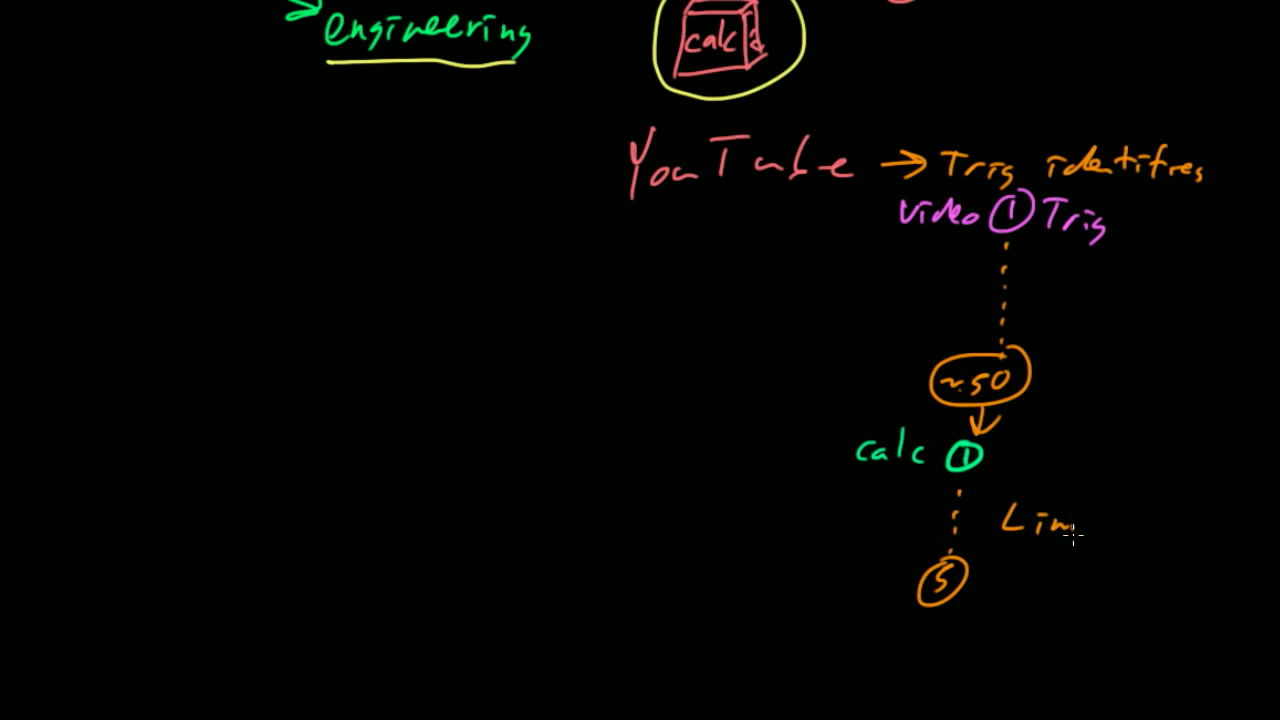 engineering
calc
YouTube → Trig identities
Video ① Trig
~50
calc ①
Lim
⑤